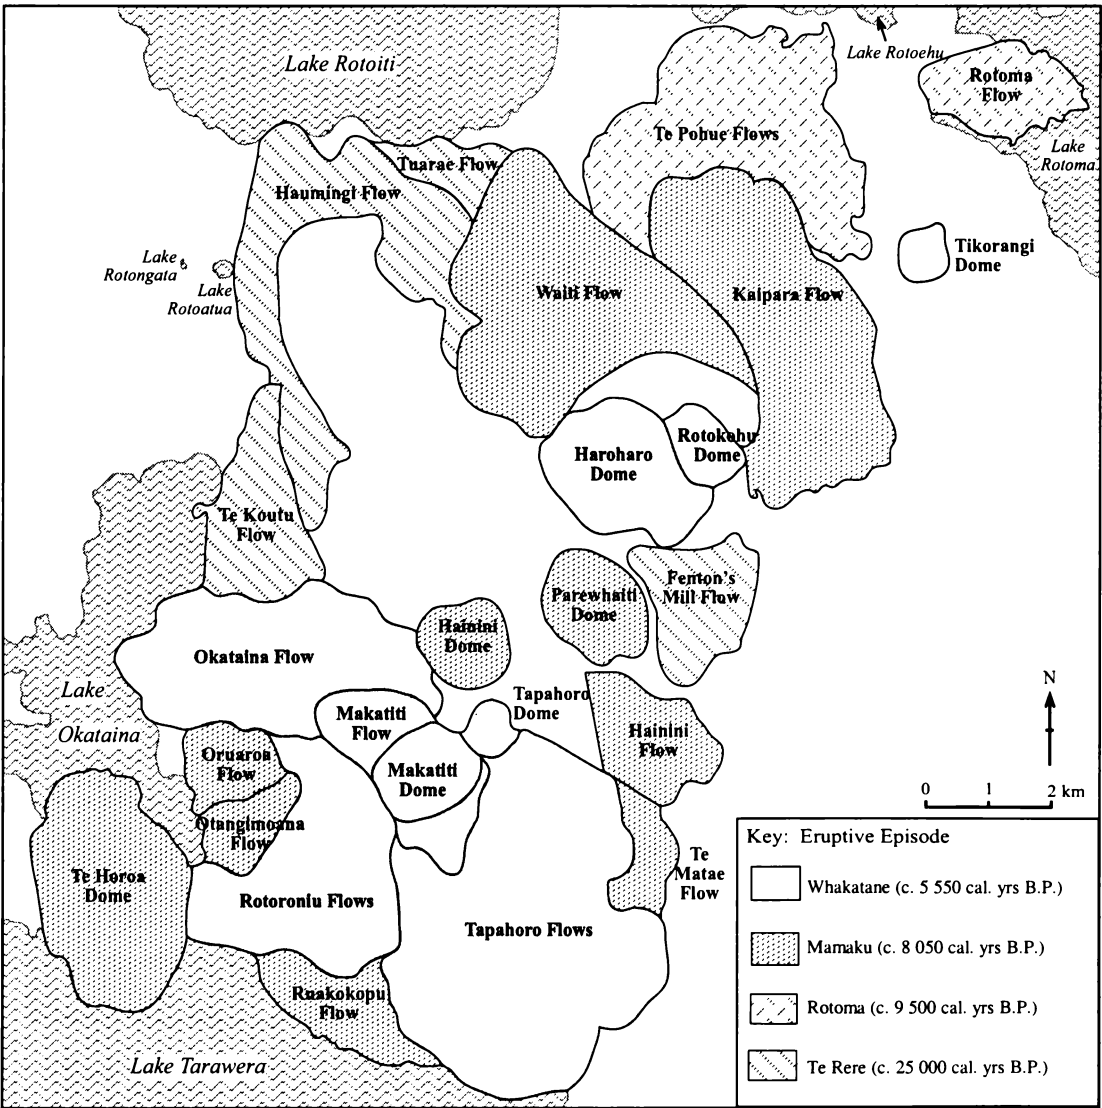 Lake Rotoiti
Lake Rotoehu
Rotoma
Flow
Te Pohue Flows
Lake
Rotoma
Tuarae Flow
Haumingi Flow
Lake
Rotongata
Lake
Rotoatua
Tikorangi
Dome
Waiti Flow
Kaipara Flow
Rotokohu
Dome
Haroharo
Dome
Te Koutu
Flow
Fenton's
Mill Flow
Parewhaiti
Dome
Hainini
Dome
Okataina Flow
Lake
Okataina
Tapahoro
Dome
Makatiti
Flow
Hainini
Flow
N
Oruaroa
Flow
Makatiti
Dome
0 1 2 km
Otangimoana
Flow
Te Horoa
Dome
Te
Matae
Flow
Rotoroniu Flows
Tapahoro Flows
Ruakokopu
Flow
Lake Tarawera
Key: Eruptive Episode
Whakatane (c. 5 550 cal. yrs B.P.)
Mamaku (c. 8 050 cal. yrs B.P.)
Rotoma (c. 9 500 cal. yrs B.P.)
Te Rere (c. 25 000 cal. yrs B.P.)